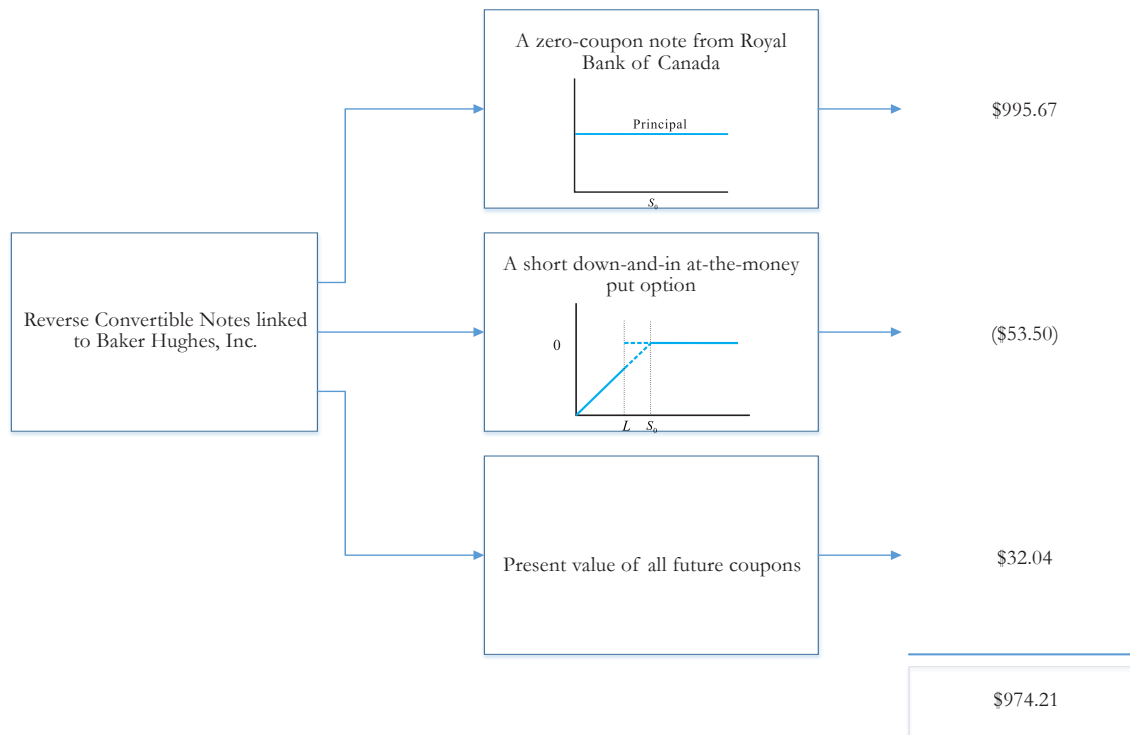 A zero-coupon note from Royal
Bank of Canada
Principal
S₀
$995.67
Reverse Convertible Notes linked
to Baker Hughes, Inc.
A short down-and-in at-the-money
put option
0
L S₀
($53.50)
Present value of all future coupons
$32.04
$974.21